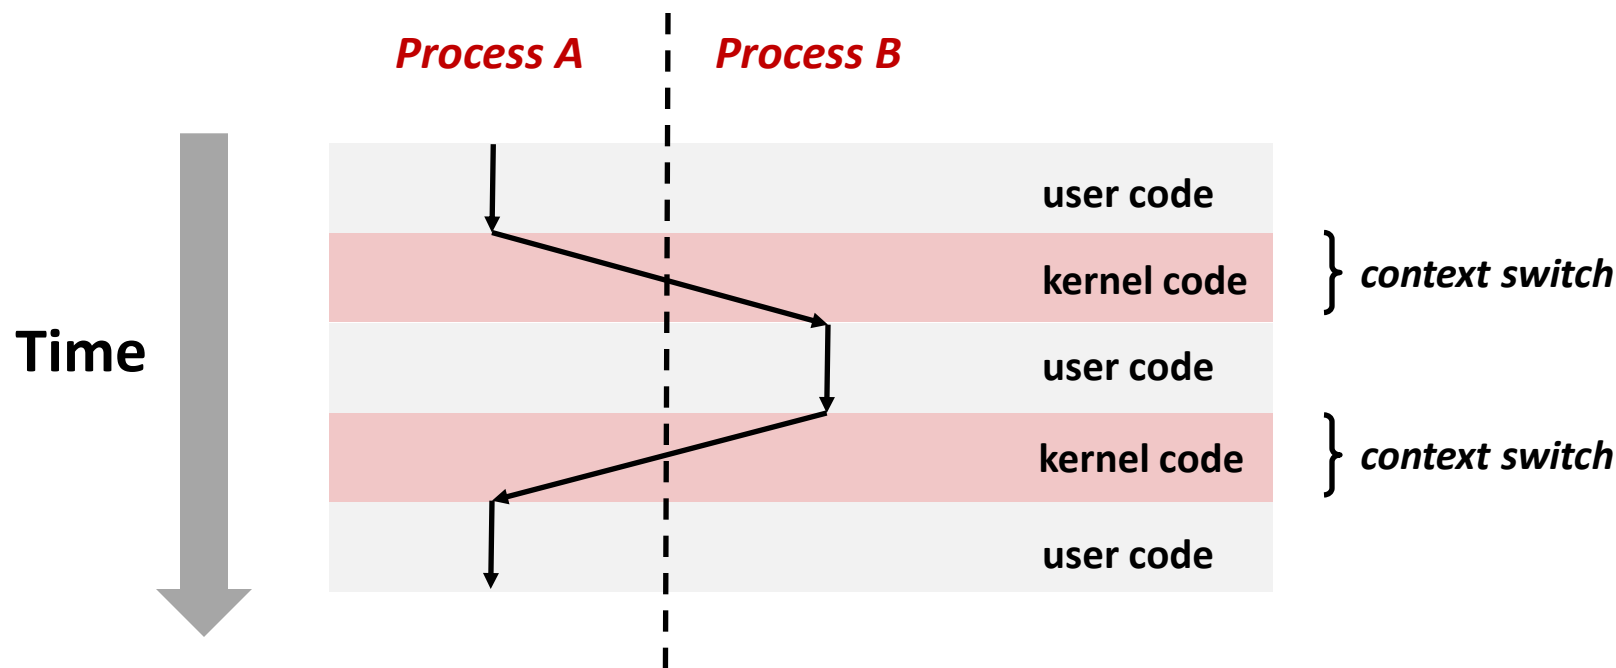 Process A
Process B
user code
kernel code
context switch
Time
user code
kernel code
context switch
user code